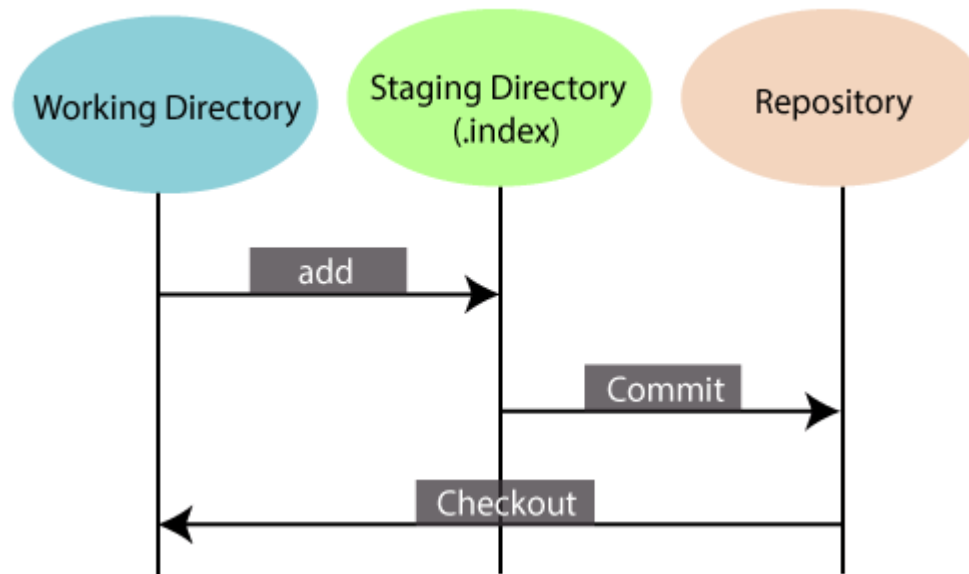 Working Directory
Staging Directory
(.index)
Repository
add
Commit
Checkout